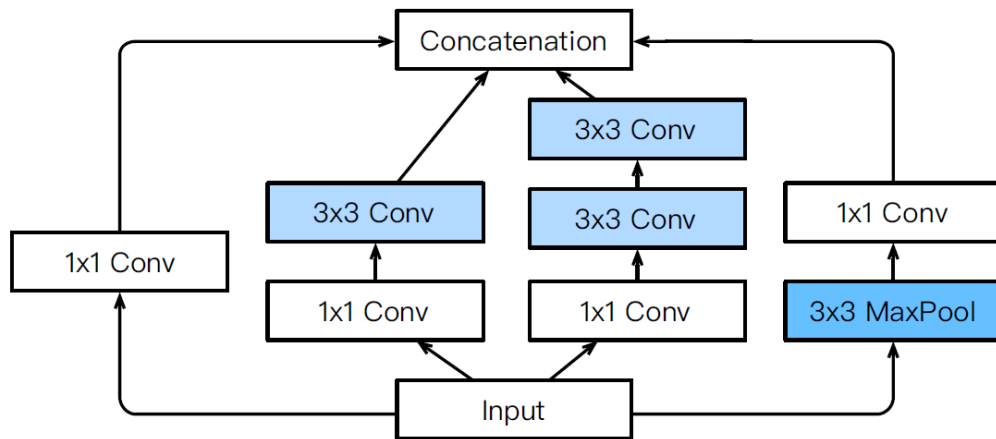 Concatenation
3x3 Conv
3x3 Conv
3x3 Conv
1x1 Conv
1x1 Conv
1x1 Conv
1x1 Conv
3x3 MaxPool
Input